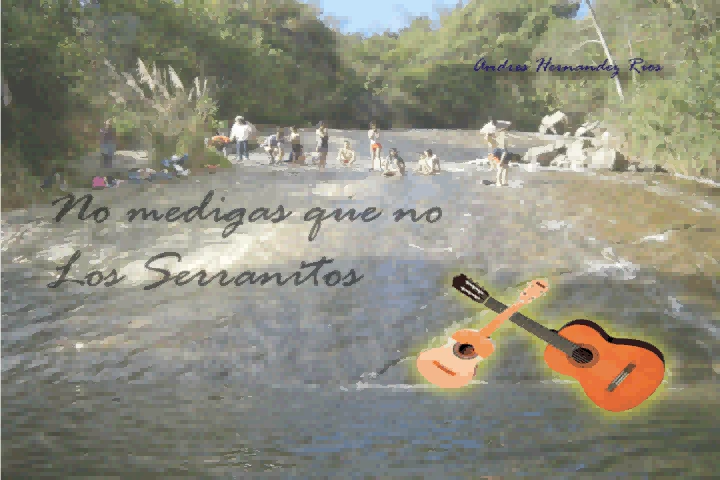 Andres Hernandez Rios
No medigas que no
Los Serranitos